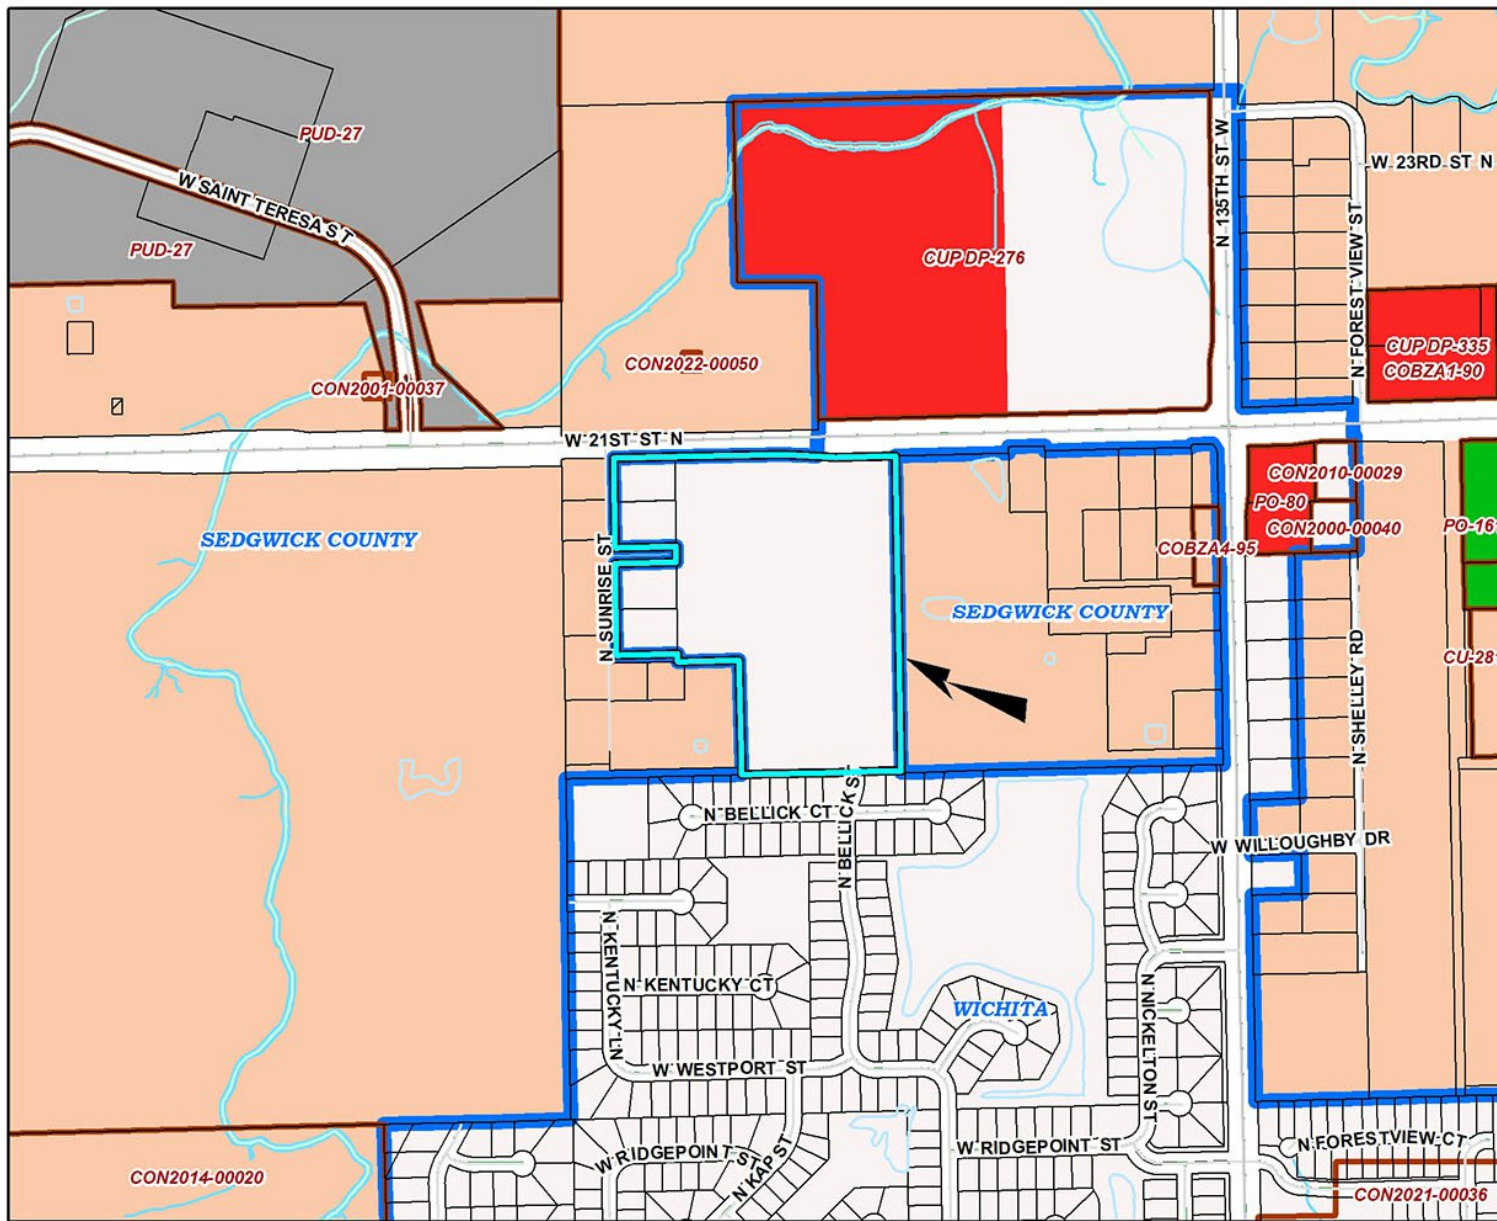 PUD-27
W SAINT TERESA ST
PUD-27
N 135TH ST W
W 23RD ST N
CUP DP-276
N FOREST VIEW ST
CON2022-00050
CON2001-00037
CUP DP-335
COBZA1-90
W 21ST ST N
CON2010-00029
PO-80
CON2000-00040
PO-16
SEDGWICK COUNTY
COBZA4-95
N SUNRISE ST
SEDGWICK COUNTY
CU-28
N SHELLEY RD
N BELLICK CT
N BELLICK ST
W WILLOUGHBY DR
N KENTUCKY LN
N KENTUCKY CT
WICHITA
N NICKELTON ST
W WESTPORT ST
W RIDGEPOINT ST
N KAP ST
W RIDGEPOINT ST
N FORESTVIEW CT
CON2014-00020
CON2021-00036